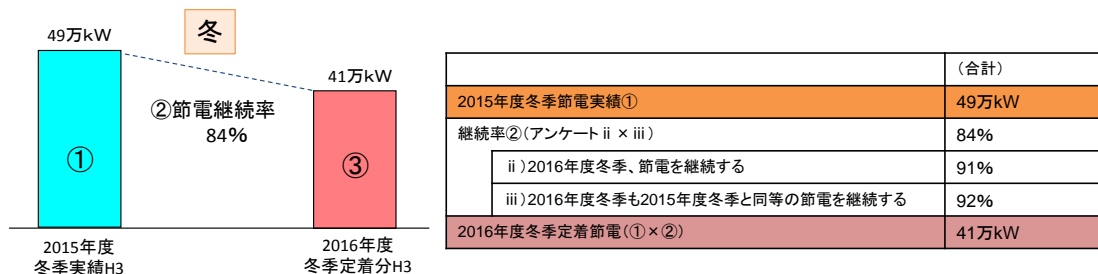 冬
49万kW
41万kW
②節電継続率
84%
①
③
2015年度
冬季実績H3
2016年度
冬季定着分H3
(合計)
2015年度冬季節電実績① 49万kW
継続率②(アンケートⅱ × ⅲ) 84%
ⅱ)2016年度冬季、節電を継続する 91%
ⅲ)2016年度冬季も2015年度冬季と同等の節電を継続する 92%
2016年度冬季定着節電(①×②) 41万kW